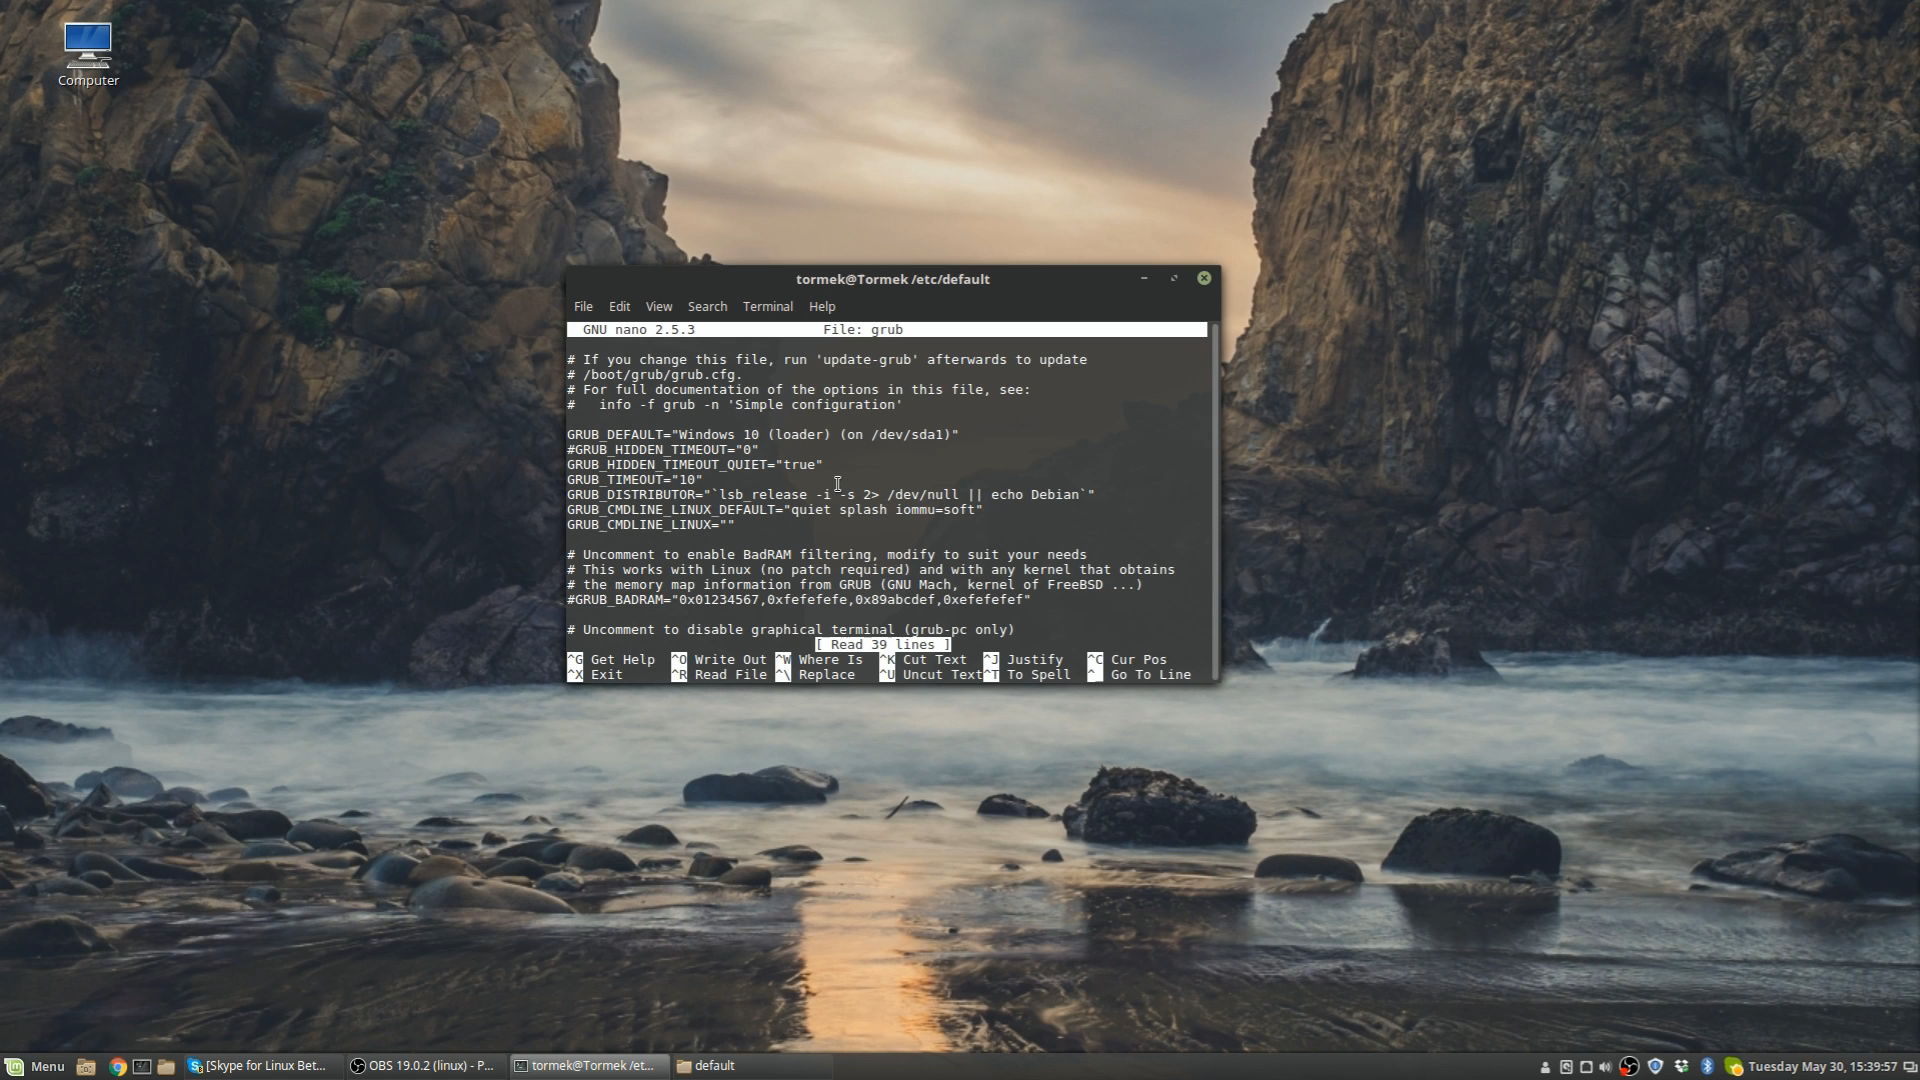 Computer
tormek@Tormek /etc/default
File Edit View Search Terminal Help
GNU nano 2.5.3 File: grub
# If you change this file, run 'update-grub' afterwards to update
# /boot/grub/grub.cfg.
# For full documentation of the options in this file, see:
#   info -f grub -n 'Simple configuration'
GRUB_DEFAULT="Windows 10 (loader) (on /dev/sda1)"
#GRUB_HIDDEN_TIMEOUT="0"
GRUB_HIDDEN_TIMEOUT_QUIET="true"
GRUB_TIMEOUT="10"
GRUB_DISTRIBUTOR="`lsb_release -i -s 2> /dev/null || echo Debian`"
GRUB_CMDLINE_LINUX_DEFAULT="quiet splash iommu=soft"
GRUB_CMDLINE_LINUX=""
# Uncomment to enable BadRAM filtering, modify to suit your needs
# This works with Linux (no patch required) and with any kernel that obtains
# the memory map information from GRUB (GNU Mach, kernel of FreeBSD ...)
#GRUB_BADRAM="0x01234567,0xfefefefe,0x89abcdef,0xefefefef"
# Uncomment to disable graphical terminal (grub-pc only)
[ Read 39 lines ]
^G Get Help ^O Write Out ^W Where Is ^K Cut Text ^J Justify ^C Cur Pos
^X Exit ^R Read File ^\ Replace ^U Uncut Text ^T To Spell ^_ Go To Line
Menu [Skype for Linux Bet... OBS 19.0.2 (linux) - P... tormek@Tormek /et... default Tuesday May 30, 15:39:57